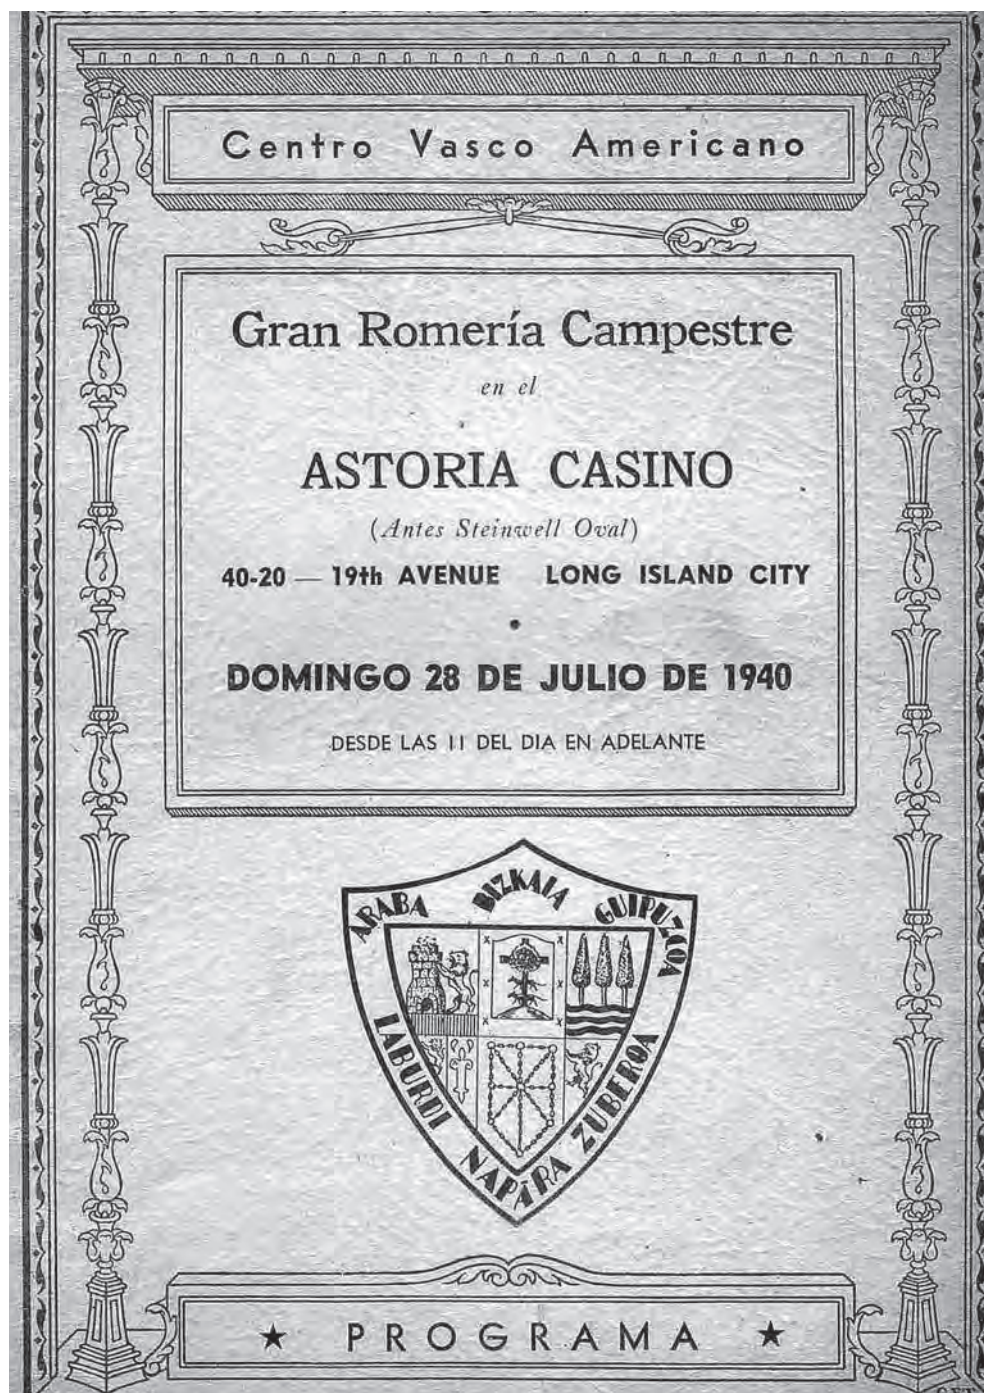 Centro Vasco Americano
Gran Romería Campestre
en el
ASTORIA CASINO
(Antes Steinwell Oval)
40-20 — 19th AVENUE LONG ISLAND CITY
•
DOMINGO 28 DE JULIO DE 1940
DESDE LAS 11 DEL DIA EN ADELANTE
ARABA BIZKAIA GUIPUZCOA
LABURDI NAPÁRA ZUBEROA
★ PROGRAMA ★